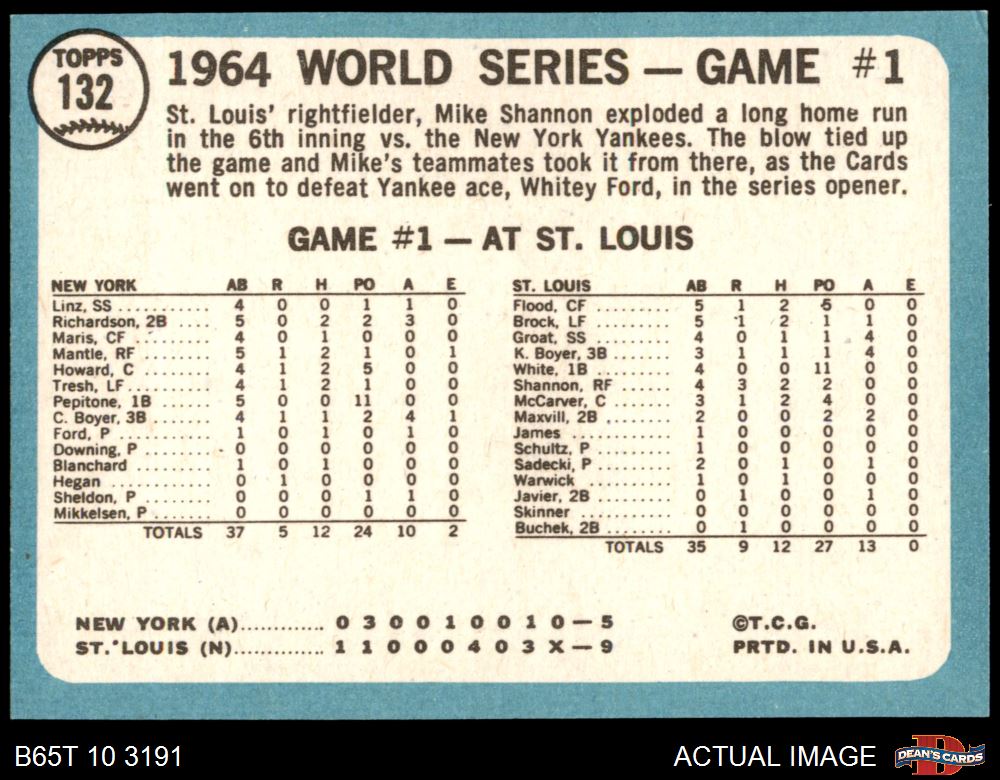 TOPPS
132
1964 WORLD SERIES — GAME #1
St. Louis' rightfielder, Mike Shannon exploded a long home run
in the 6th inning vs. the New York Yankees. The blow tied up
the game and Mike's teammates took it from there, as the Cards
went on to defeat Yankee ace, Whitey Ford, in the series opener.
GAME #1 — AT ST. LOUIS
NEW YORK AB R H PO A E
Linz, SS .......... 4 0 0 1 1 0
Richardson, 2B ..... 5 0 2 2 3 0
Maris, CF .......... 4 0 1 0 0 0
Mantle, RF ......... 5 1 2 1 0 1
Howard, C .......... 4 1 2 5 0 0
Tresh, LF .......... 4 1 2 1 0 0
Pepitone, 1B ....... 5 0 0 11 0 0
C. Boyer, 3B ....... 4 1 1 2 4 1
Ford, P ............ 1 0 1 0 1 0
Downing, P ......... 0 0 0 0 0 0
Blanchard .......... 1 0 1 0 0 0
Hegan .............. 0 1 0 0 0 0
Sheldon, P ......... 0 0 0 1 1 0
Mikkelsen, P ....... 0 0 0 0 0 0
TOTALS 37 5 12 24 10 2
ST. LOUIS AB R H PO A E
Flood, CF .......... 5 1 2 5 0 0
Brock, LF .......... 5 1 2 1 1 0
Groat, SS .......... 4 0 1 1 4 0
K. Boyer, 3B ....... 3 1 1 1 4 0
White, 1B .......... 4 0 0 11 0 0
Shannon, RF ........ 4 3 2 2 0 0
McCarver, C ........ 3 1 2 4 0 0
Maxvill, 2B ........ 2 0 0 2 2 0
James .............. 1 0 0 0 0 0
Schultz, P ......... 1 0 0 0 0 0
Sadecki, P ......... 2 0 1 0 1 0
Warwick ............ 1 0 1 0 0 0
Javier, 2B ......... 0 1 0 0 1 0
Skinner ............ 0 0 0 0 0 0
Buchek, 2B ......... 0 1 0 0 0 0
TOTALS 35 9 12 27 13 0
NEW YORK (A)............. 0 3 0 0 1 0 0 1 0 — 5
ST. LOUIS (N).............. 1 1 0 0 0 4 0 3 X — 9
©T.C.G.
PRTD. IN U.S.A.
B65T 10 3191
ACTUAL IMAGE
DEAN'S CARDS